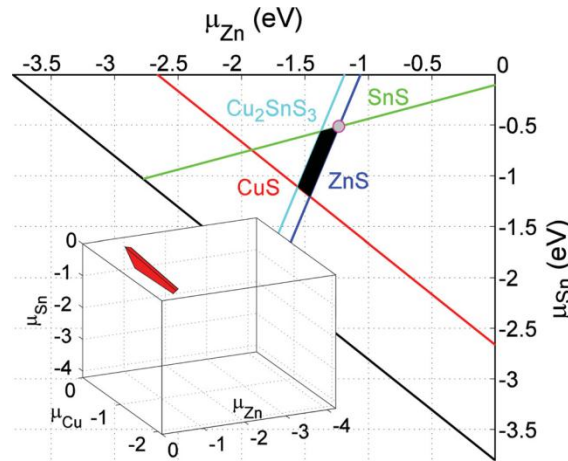 μZn (eV)
-3.5 -3 -2.5 -2 -1.5 -1 -0.5 0
Cu2SnS3
SnS
-0.5
CuS
ZnS
-1
-1.5
-2
-2.5
-3
-3.5
μSn (eV)
0
-1
-2
-3
-4
μSn
0
-1
-2
μCu
0 -1 -2 -3 -4
μZn